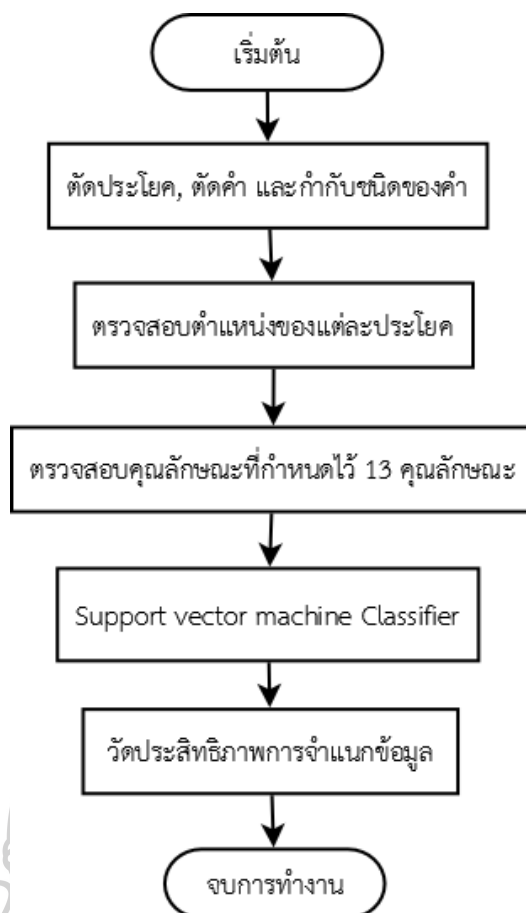 เริ่มต้น
ตัดประโยค, ตัดคำ และกำกับชนิดของคำ
ตรวจสอบตำแหน่งของแต่ละประโยค
ตรวจสอบคุณลักษณะที่กำหนดไว้ 13 คุณลักษณะ
Support vector machine Classifier
วัดประสิทธิภาพการจำแนกข้อมูล
จบการทำงาน